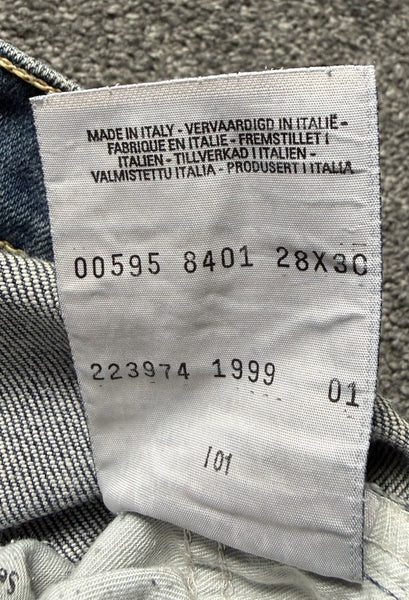 MADE IN ITALY - VERVAARDIGD IN ITALIË -
FABRIQUE EN ITALIE - FREMSTILLET I
ITALIEN - TILLVERKAD I ITALIEN -
VALMISTETTU ITALIA - PRODUSERT I ITALIA
00595 8401 28X30
223974 1999 01
101